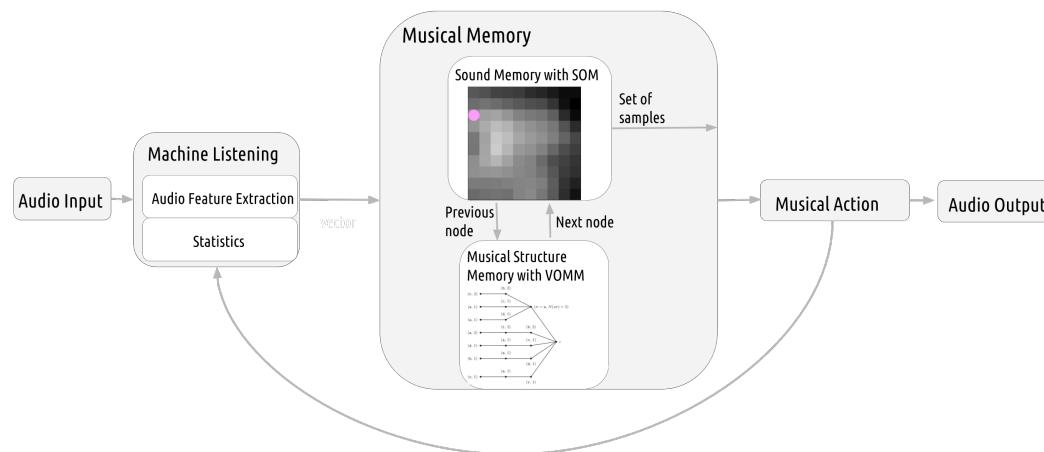 Musical Memory
Sound Memory with SOM
Set of
samples
Machine Listening
Audio Input
Audio Feature Extraction
Statistics
vector
Previous
node
Next node
Musical Action
Audio Output
Musical Structure
Memory with VOMM